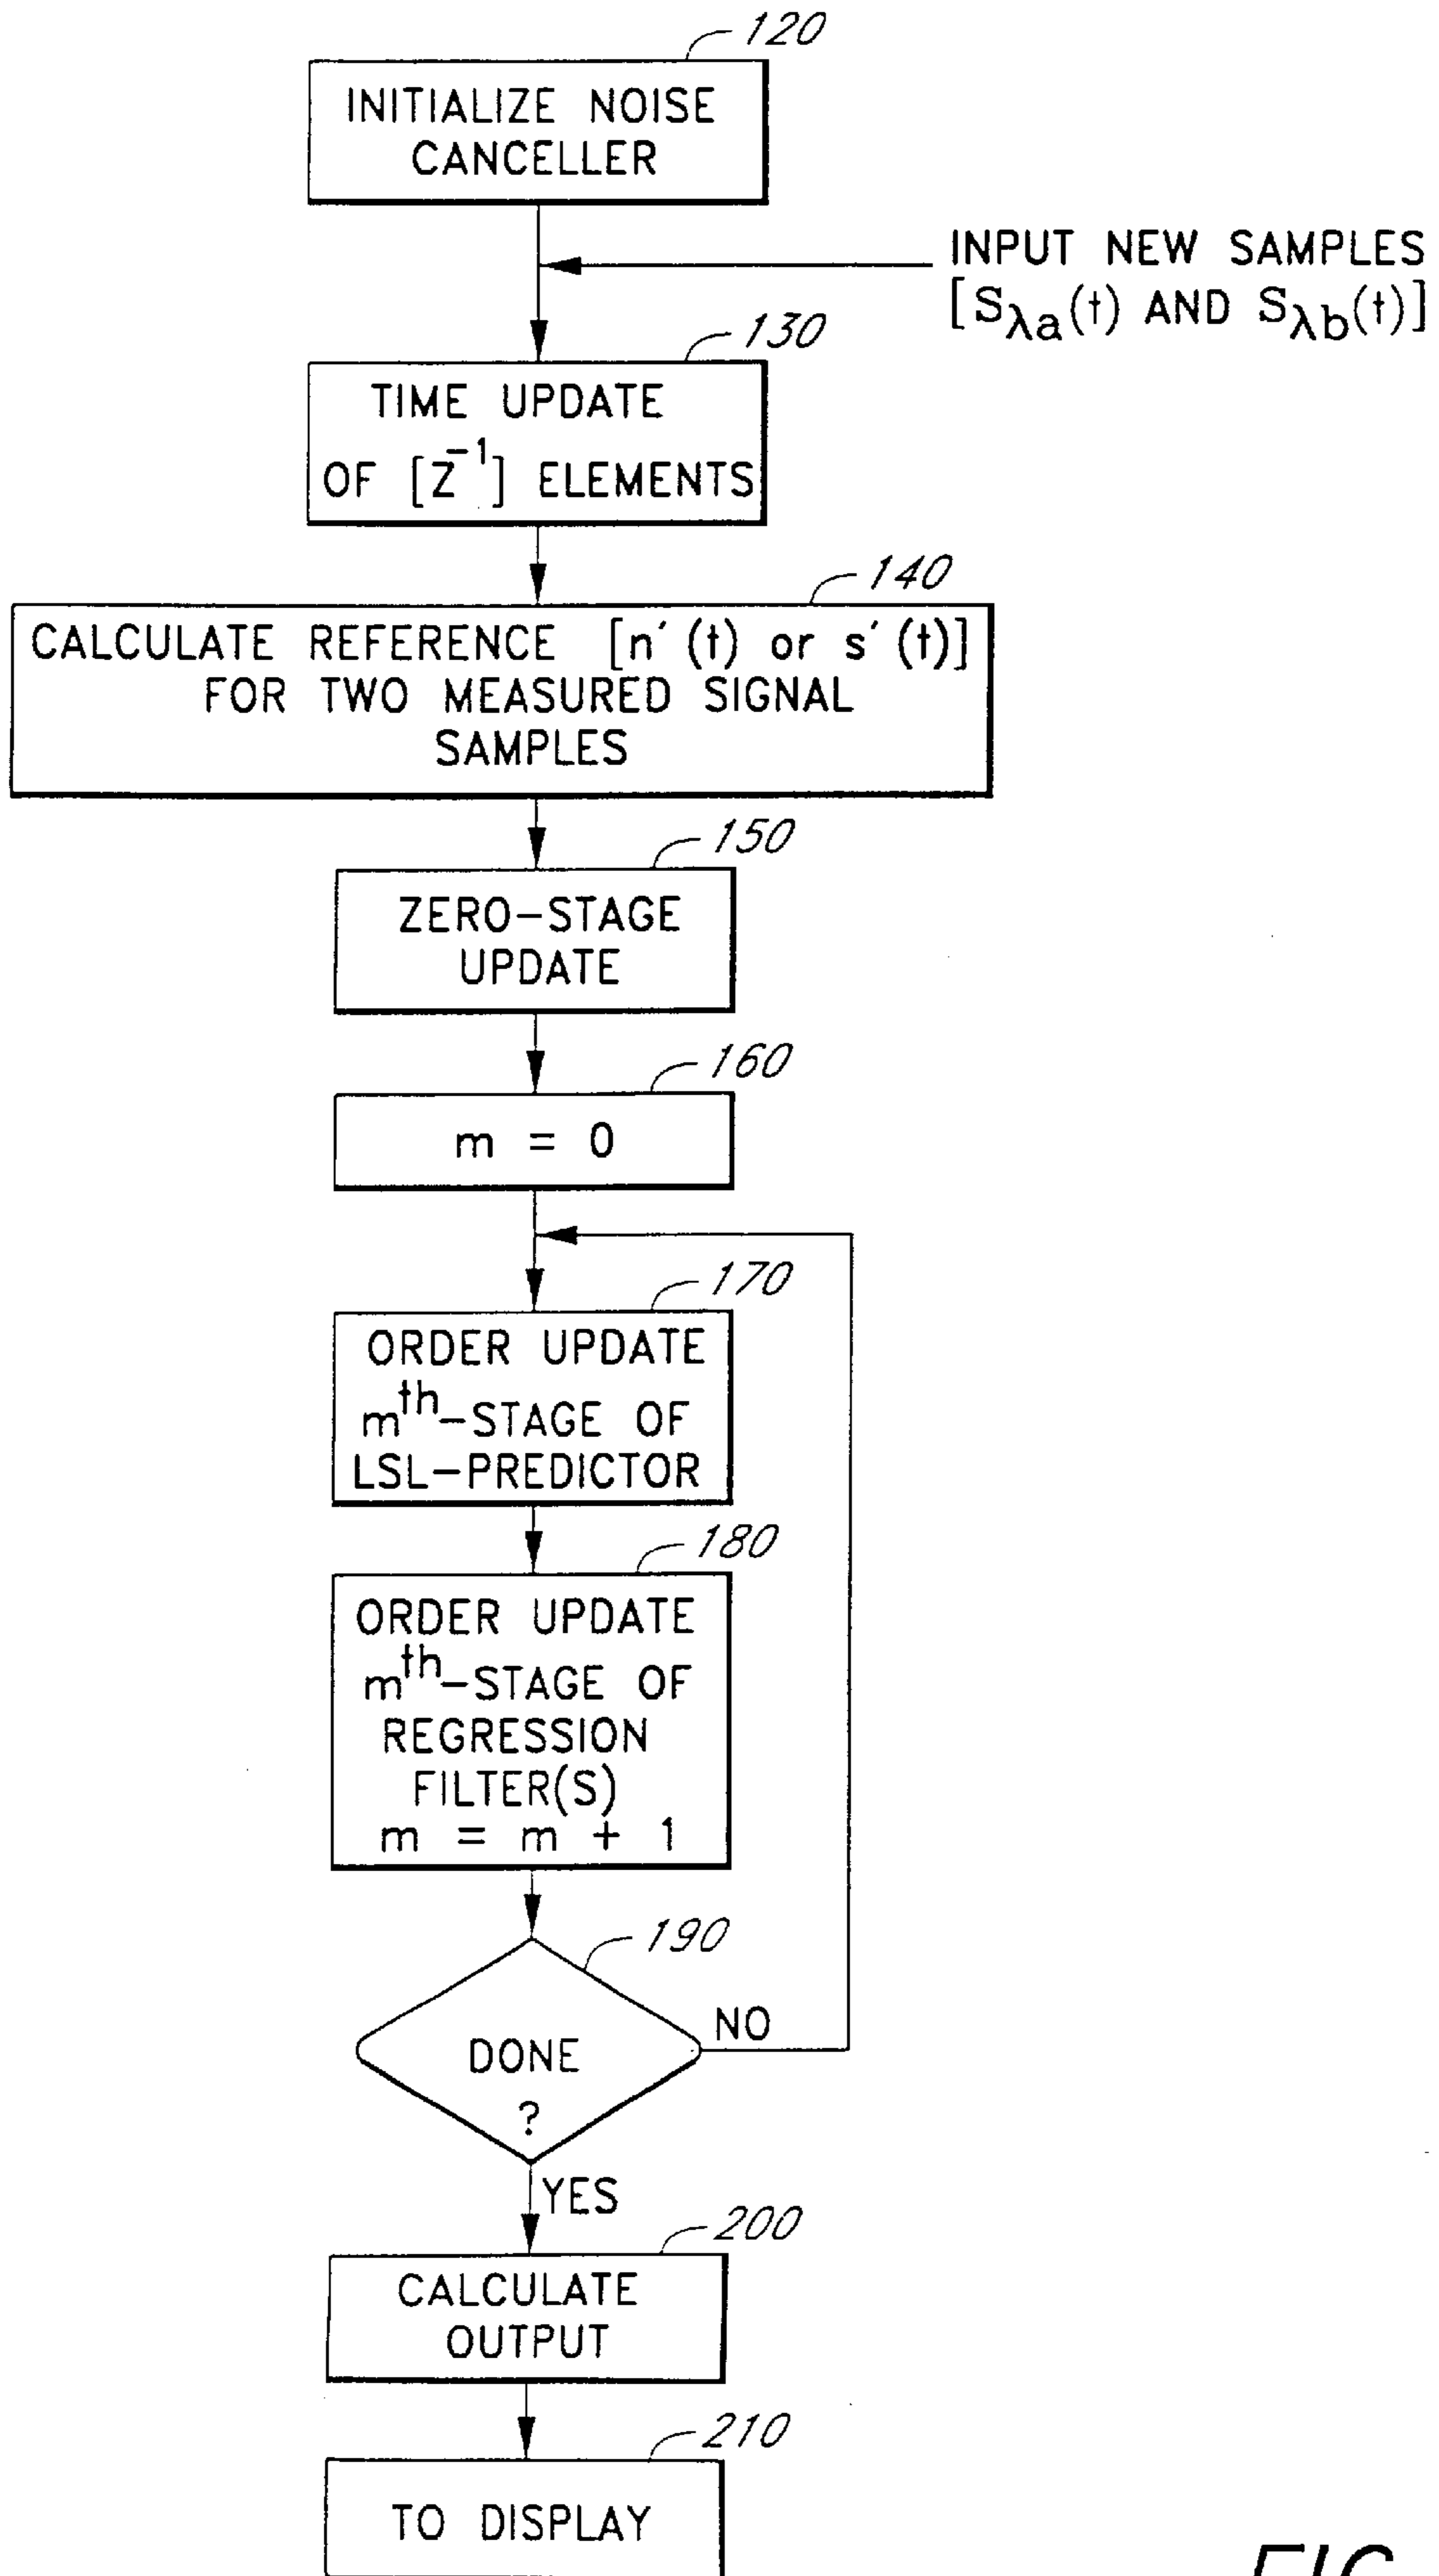 120
INITIALIZE NOISE
CANCELLER
INPUT NEW SAMPLES
[Sλa(t) AND Sλb(t)]
130
TIME UPDATE
OF [Z⁻¹] ELEMENTS
140
CALCULATE REFERENCE [n′(t) or s′(t)]
FOR TWO MEASURED SIGNAL
SAMPLES
150
ZERO-STAGE
UPDATE
160
m = 0
170
ORDER UPDATE
mᵗʰ-STAGE OF
LSL-PREDICTOR
180
ORDER UPDATE
mᵗʰ-STAGE OF
REGRESSION
FILTER(S)
m = m + 1
190
DONE
?
NO
YES
200
CALCULATE
OUTPUT
210
TO DISPLAY
FIG.